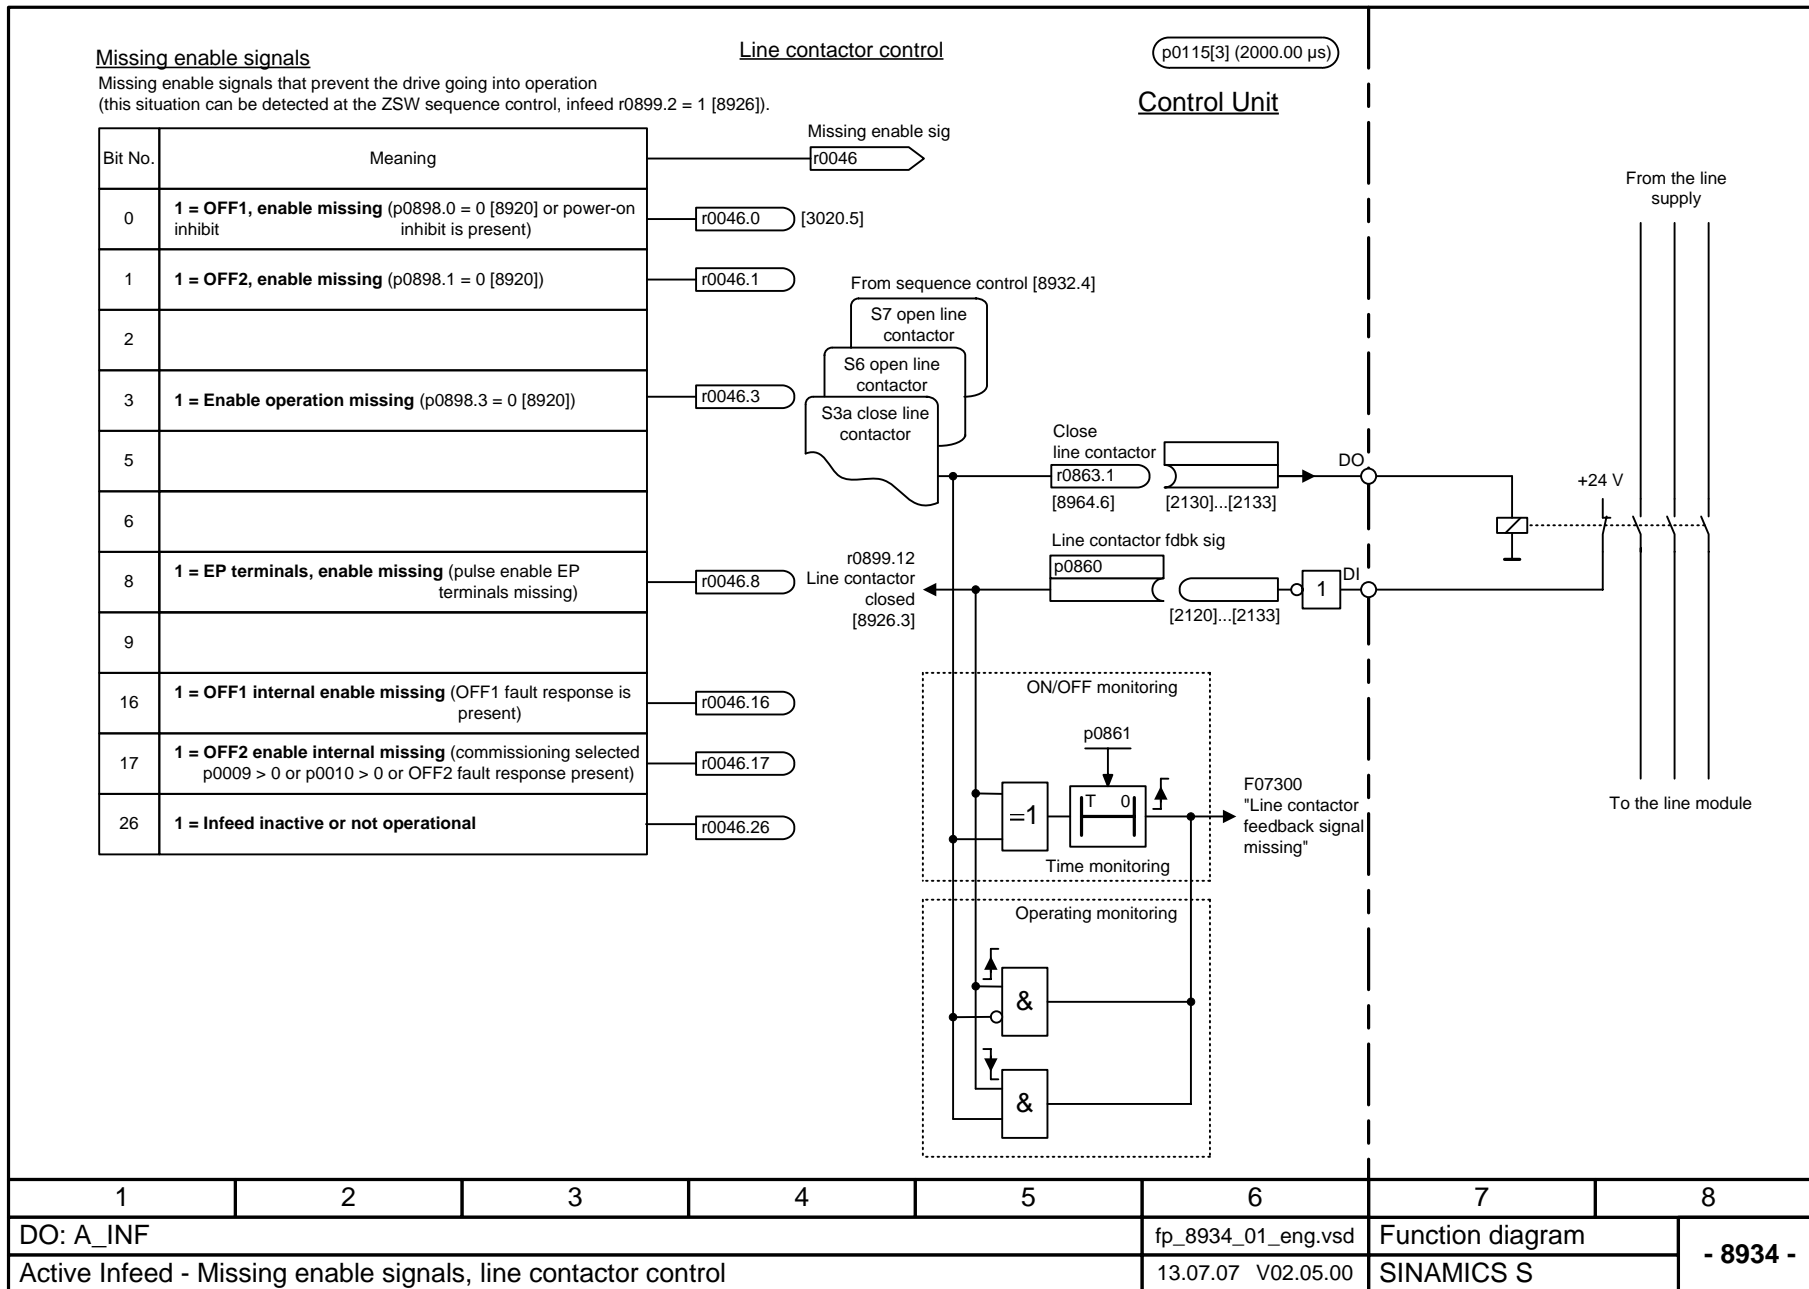 Missing enable signals
Missing enable signals that prevent the drive going into operation
(this situation can be detected at the ZSW sequence control, infeed r0899.2 = 1 [8926]).
Line contactor control
p0115[3] (2000.00 µs)
Control Unit
Bit No.
Meaning
Missing enable sig
r0046
0
1 = OFF1, enable missing (p0898.0 = 0 [8920] or power-on
inhibit inhibit is present)
r0046.0
[3020.5]
1
1 = OFF2, enable missing (p0898.1 = 0 [8920])
r0046.1
2
3
1 = Enable operation missing (p0898.3 = 0 [8920])
r0046.3
5
6
8
1 = EP terminals, enable missing (pulse enable EP
terminals missing)
r0046.8
9
16
1 = OFF1 internal enable missing (OFF1 fault response is
present)
r0046.16
17
1 = OFF2 enable internal missing (commissioning selected
p0009 > 0 or p0010 > 0 or OFF2 fault response present)
r0046.17
26
1 = Infeed inactive or not operational
r0046.26
From sequence control [8932.4]
S7 open line
contactor
S6 open line
contactor
S3a close line
contactor
Close
line contactor
r0863.1
[8964.6]
[2130]...[2133]
DO
r0899.12
Line contactor
closed
[8926.3]
Line contactor fdbk sig
p0860
[2120]...[2133]
1
DI
+24 V
From the line
supply
To the line module
ON/OFF monitoring
p0861
=1
T 0
Time monitoring
F07300
"Line contactor
feedback signal
missing"
Operating monitoring
&
&
1 2 3 4 5 6 7 8
DO: A_INF
fp_8934_01_eng.vsd
Function diagram
- 8934 -
Active Infeed - Missing enable signals, line contactor control
13.07.07 V02.05.00
SINAMICS S